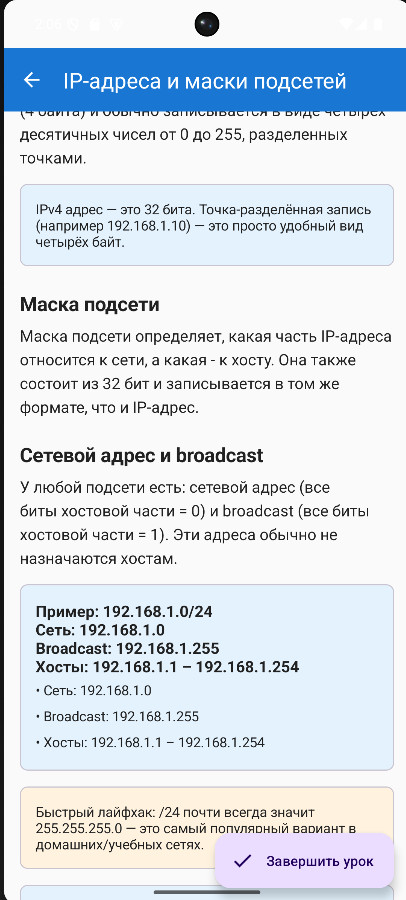 IP-адреса и маски подсетей
(4 байта) и обычно записывается в виде четырех
десятичных чисел от 0 до 255, разделенных
точками.
IPv4 адрес — это 32 бита. Точка-разделённая запись
(например 192.168.1.10) — это просто удобный вид
четырёх байт.
Маска подсети
Маска подсети определяет, какая часть IP-адреса
относится к сети, а какая - к хосту. Она также
состоит из 32 бит и записывается в том же
формате, что и IP-адрес.
Сетевой адрес и broadcast
У любой подсети есть: сетевой адрес (все
биты хостовой части = 0) и broadcast (все биты
хостовой части = 1). Эти адреса обычно не
назначаются хостам.
Пример: 192.168.1.0/24
Сеть: 192.168.1.0
Broadcast: 192.168.1.255
Хосты: 192.168.1.1 – 192.168.1.254
• Сеть: 192.168.1.0
• Broadcast: 192.168.1.255
• Хосты: 192.168.1.1 – 192.168.1.254
Быстрый лайфхак: /24 почти всегда значит
255.255.255.0 — это самый популярный вариант в
домашних/учебных сетях.
Завершить урок